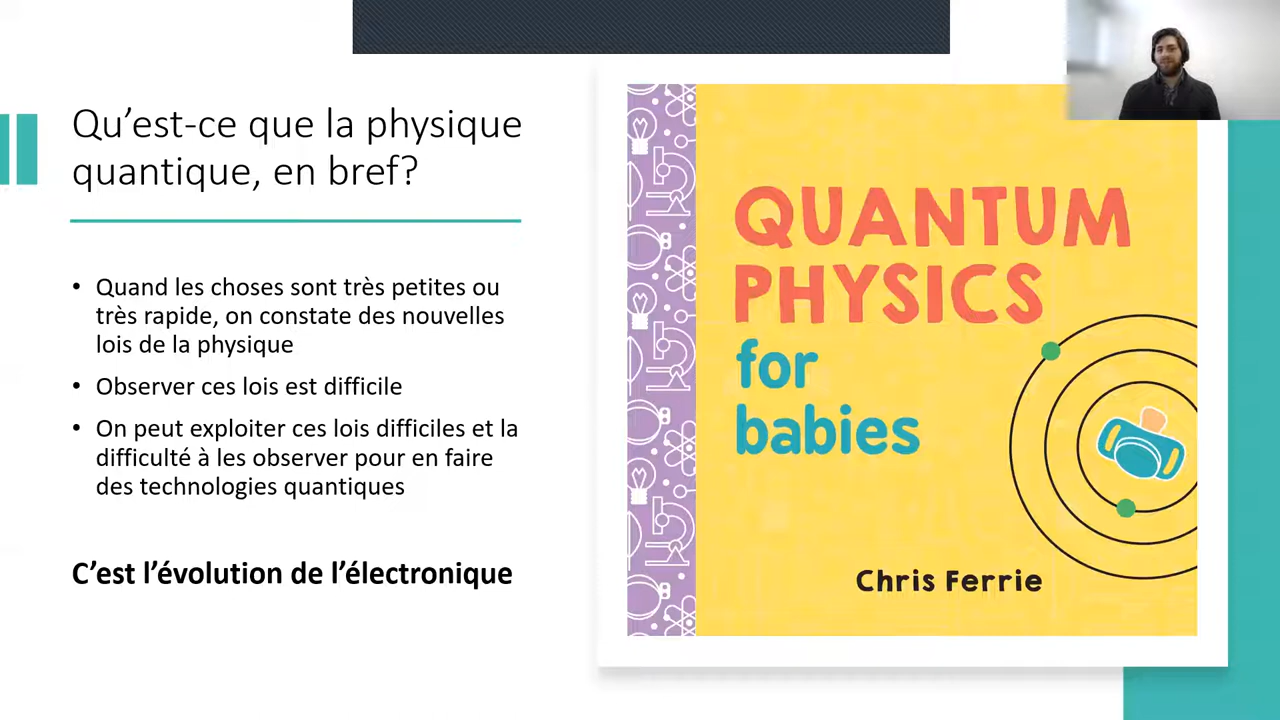 Qu’est-ce que la physique
quantique, en bref?
• Quand les choses sont très petites ou
très rapide, on constate des nouvelles
lois de la physique
• Observer ces lois est difficile
• On peut exploiter ces lois difficiles et la
difficulté à les observer pour en faire
des technologies quantiques
C’est l’évolution de l’électronique
QUANTUM
PHYSICS
for
babies
Chris Ferrie